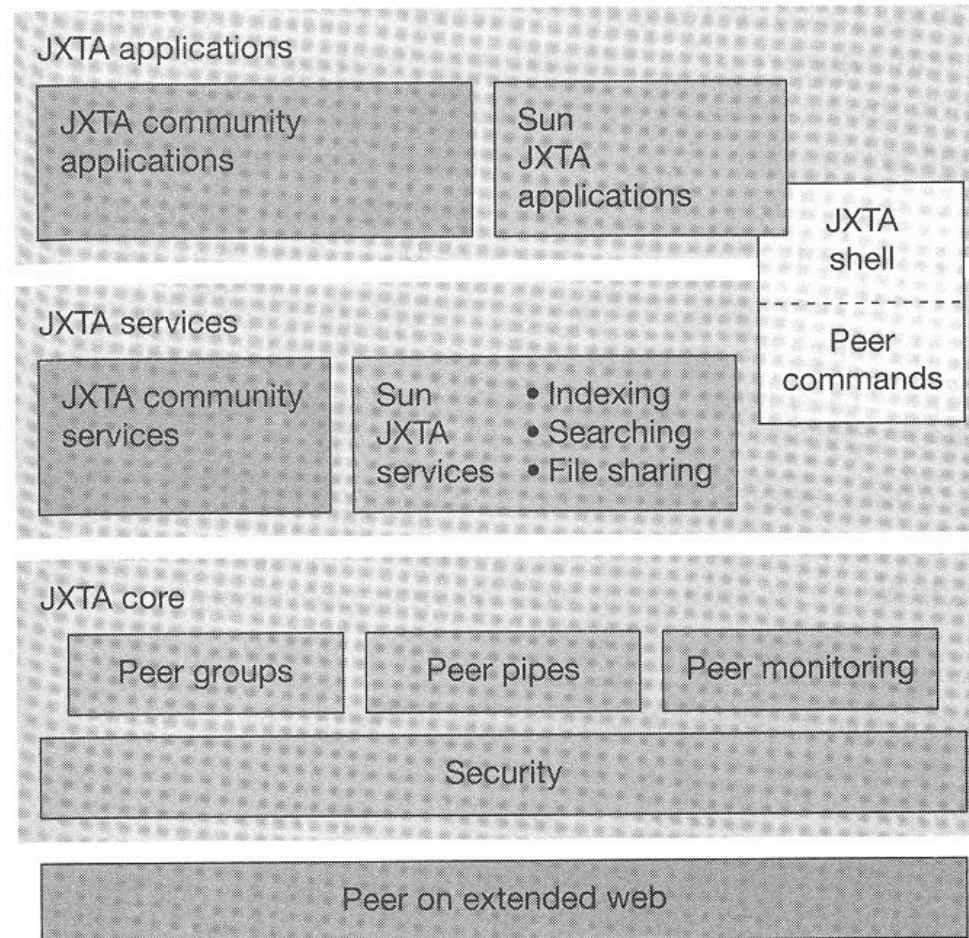 JXTA applications
JXTA community
applications
Sun
JXTA
applications
JXTA
shell
Peer
commands
JXTA services
JXTA community
services
Sun
JXTA
services
• Indexing
• Searching
• File sharing
JXTA core
Peer groups
Peer pipes
Peer monitoring
Security
Peer on extended web